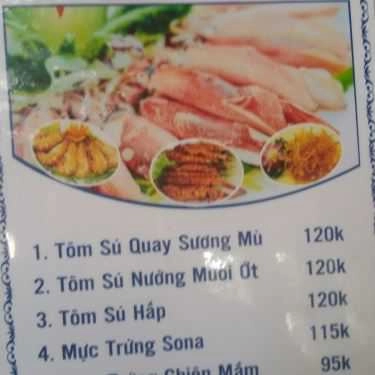 1. Tôm Sú Quay Sương Mù 120k
2. Tôm Sú Nướng Muối Ớt 120k
3. Tôm Sú Hấp 120k
4. Mực Trứng Sona 115k
Chiên Mắm 95k